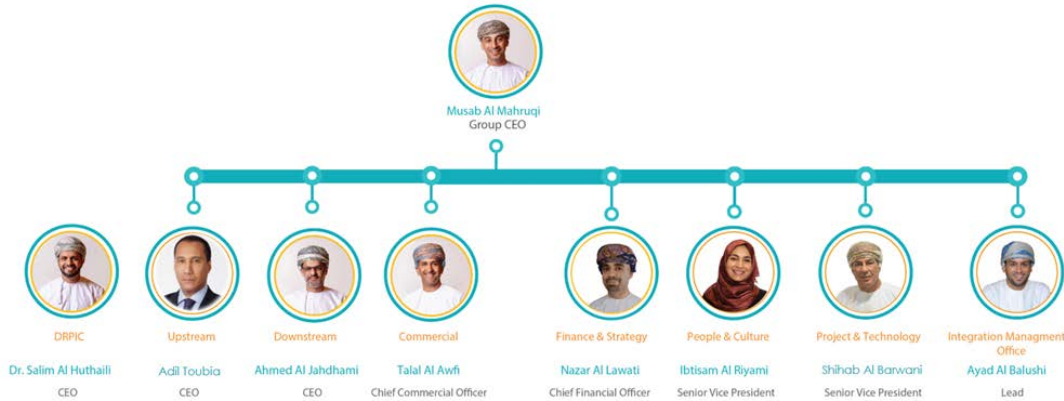 Musab Al Mahruqi
Group CEO
DRPIC
Upstream
Downstream
Commercial
Finance & Strategy
People & Culture
Project & Technology
Integration Managment
Office
Dr. Salim Al Huthaili
Adil Toubia
Ahmed Al Jahdhami
Talal Al Awfi
Nazar Al Lawati
Ibtisam Al Riyami
Shihab Al Barwani
Ayad Al Balushi
CEO
CEO
CEO
Chief Commercial Officer
Chief Financial Officer
Senior Vice President
Senior Vice President
Lead